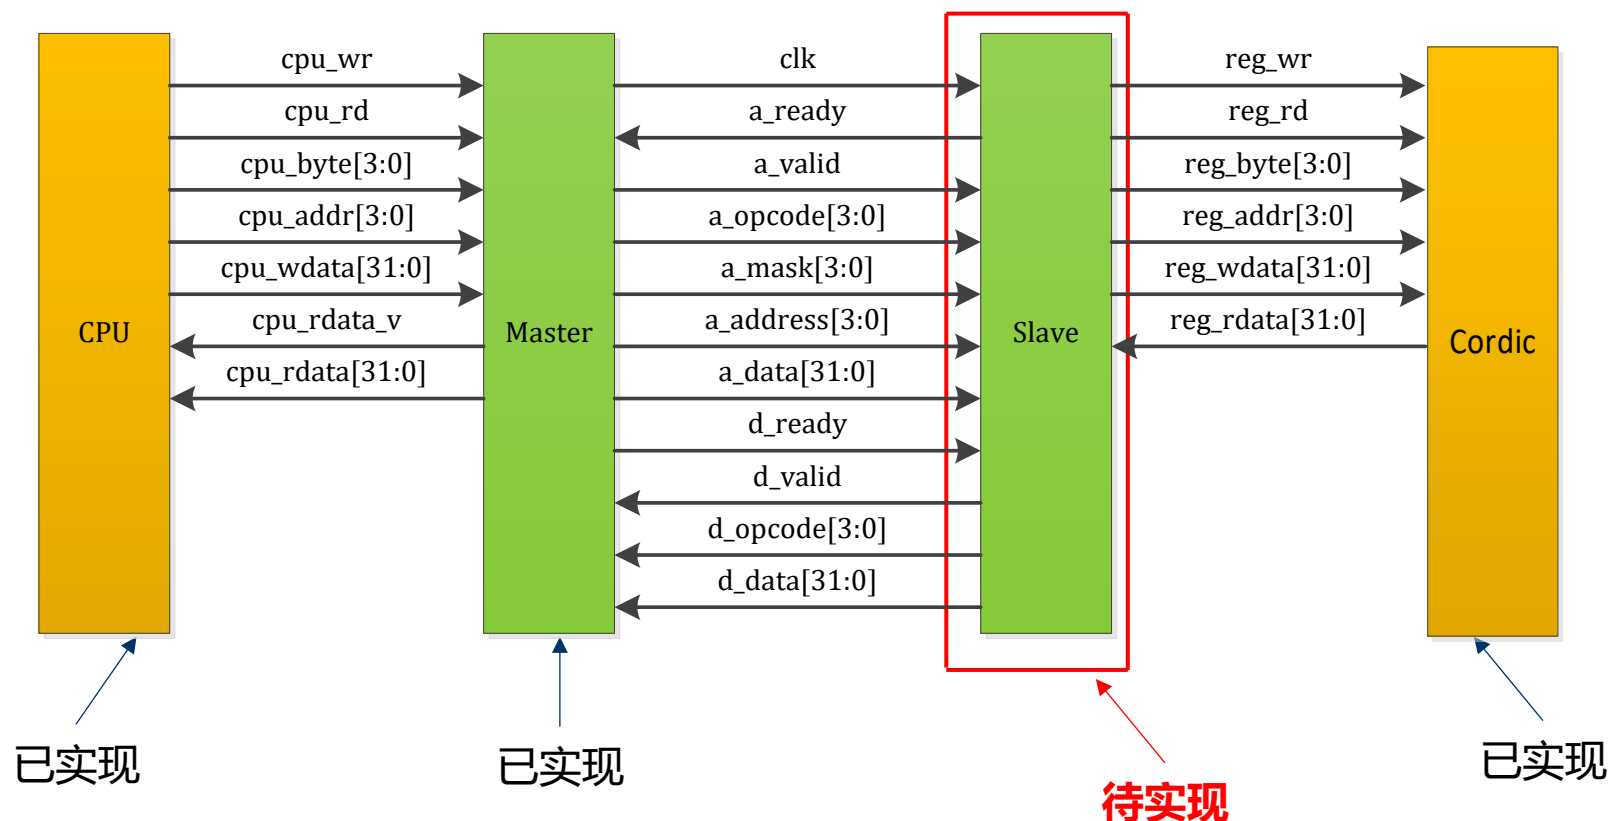 cpu_wr
clk
reg_wr
cpu_rd
a_ready
reg_rd
cpu_byte[3:0]
a_valid
reg_byte[3:0]
cpu_addr[3:0]
a_opcode[3:0]
reg_addr[3:0]
cpu_wdata[31:0]
a_mask[3:0]
reg_wdata[31:0]
cpu_rdata_v
a_address[3:0]
reg_rdata[31:0]
CPU
Master
Slave
Cordic
cpu_rdata[31:0]
a_data[31:0]
d_ready
d_valid
d_opcode[3:0]
d_data[31:0]
已实现
已实现
待实现
已实现